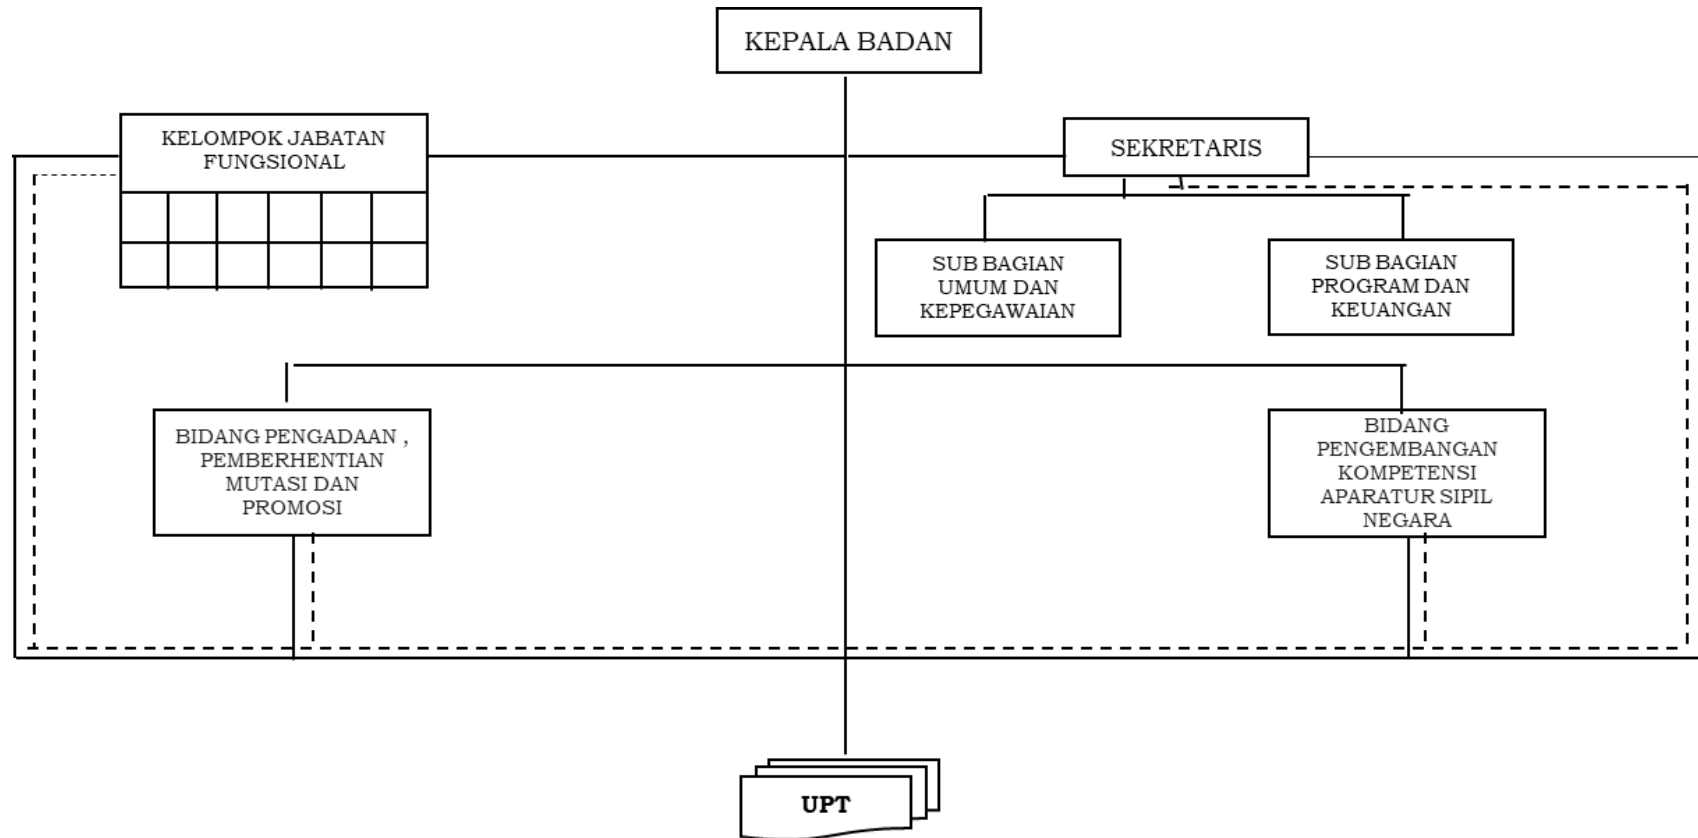 KEPALA BADAN
KELOMPOK JABATAN
FUNGSIONAL
SEKRETARIS
SUB BAGIAN
UMUM DAN
KEPEGAWAIAN
SUB BAGIAN
PROGRAM DAN
KEUANGAN
BIDANG PENGADAAN ,
PEMBERHENTIAN
MUTASI DAN
PROMOSI
BIDANG
PENGEMBANGAN
KOMPETENSI
APARATUR SIPIL
NEGARA
UPT